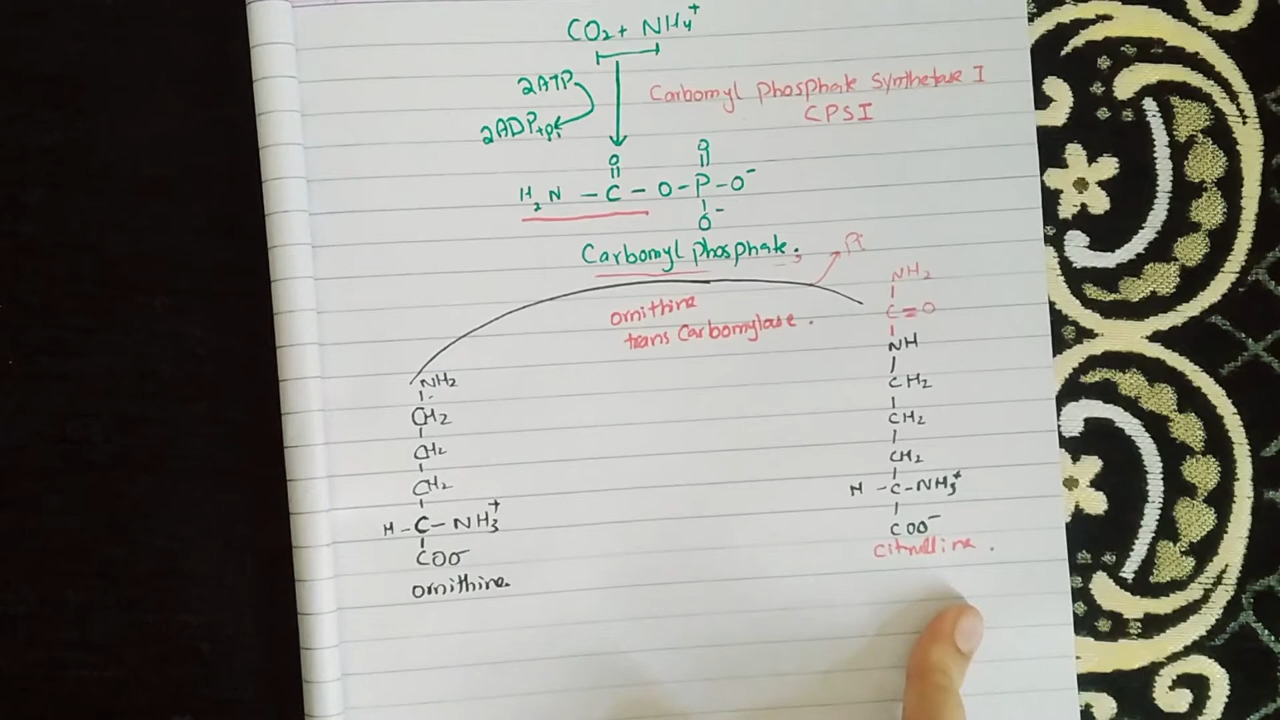 CO2 + NH4+
2ATP
2ADP+Pi
Carbomyl phosphate Synthetase I
CPSI
O O
H2N - C - O - P - O-
O-
Carbomyl phosphate.
Pi
ornithine
trans Carbomylase.
NH2
CH2
CH2
CH2
H - C - NH3+
COO-
ornithine.
NH2
C = O
NH
CH2
CH2
CH2
H - C - NH3+
COO-
Citrulline.